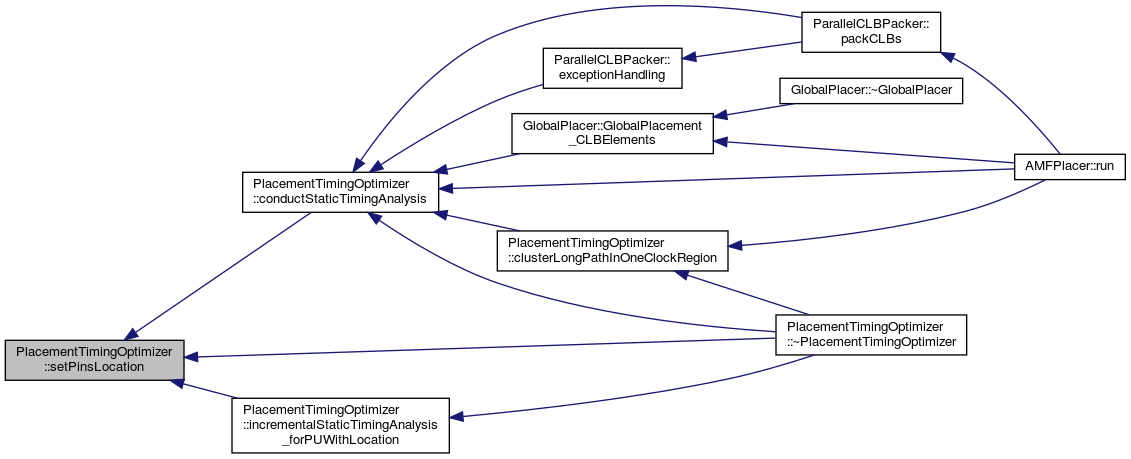 ParallelCLBPacker::
packCLBs
ParallelCLBPacker::
exceptionHandling
GlobalPlacer::~GlobalPlacer
GlobalPlacer::GlobalPlacement
_CLBElements
AMFPlacer::run
PlacementTimingOptimizer
::conductStaticTimingAnalysis
PlacementTimingOptimizer
::clusterLongPathInOneClockRegion
PlacementTimingOptimizer
::~PlacementTimingOptimizer
PlacementTimingOptimizer
::setPinsLocation
PlacementTimingOptimizer
::incrementalStaticTimingAnalysis
_forPUWithLocation